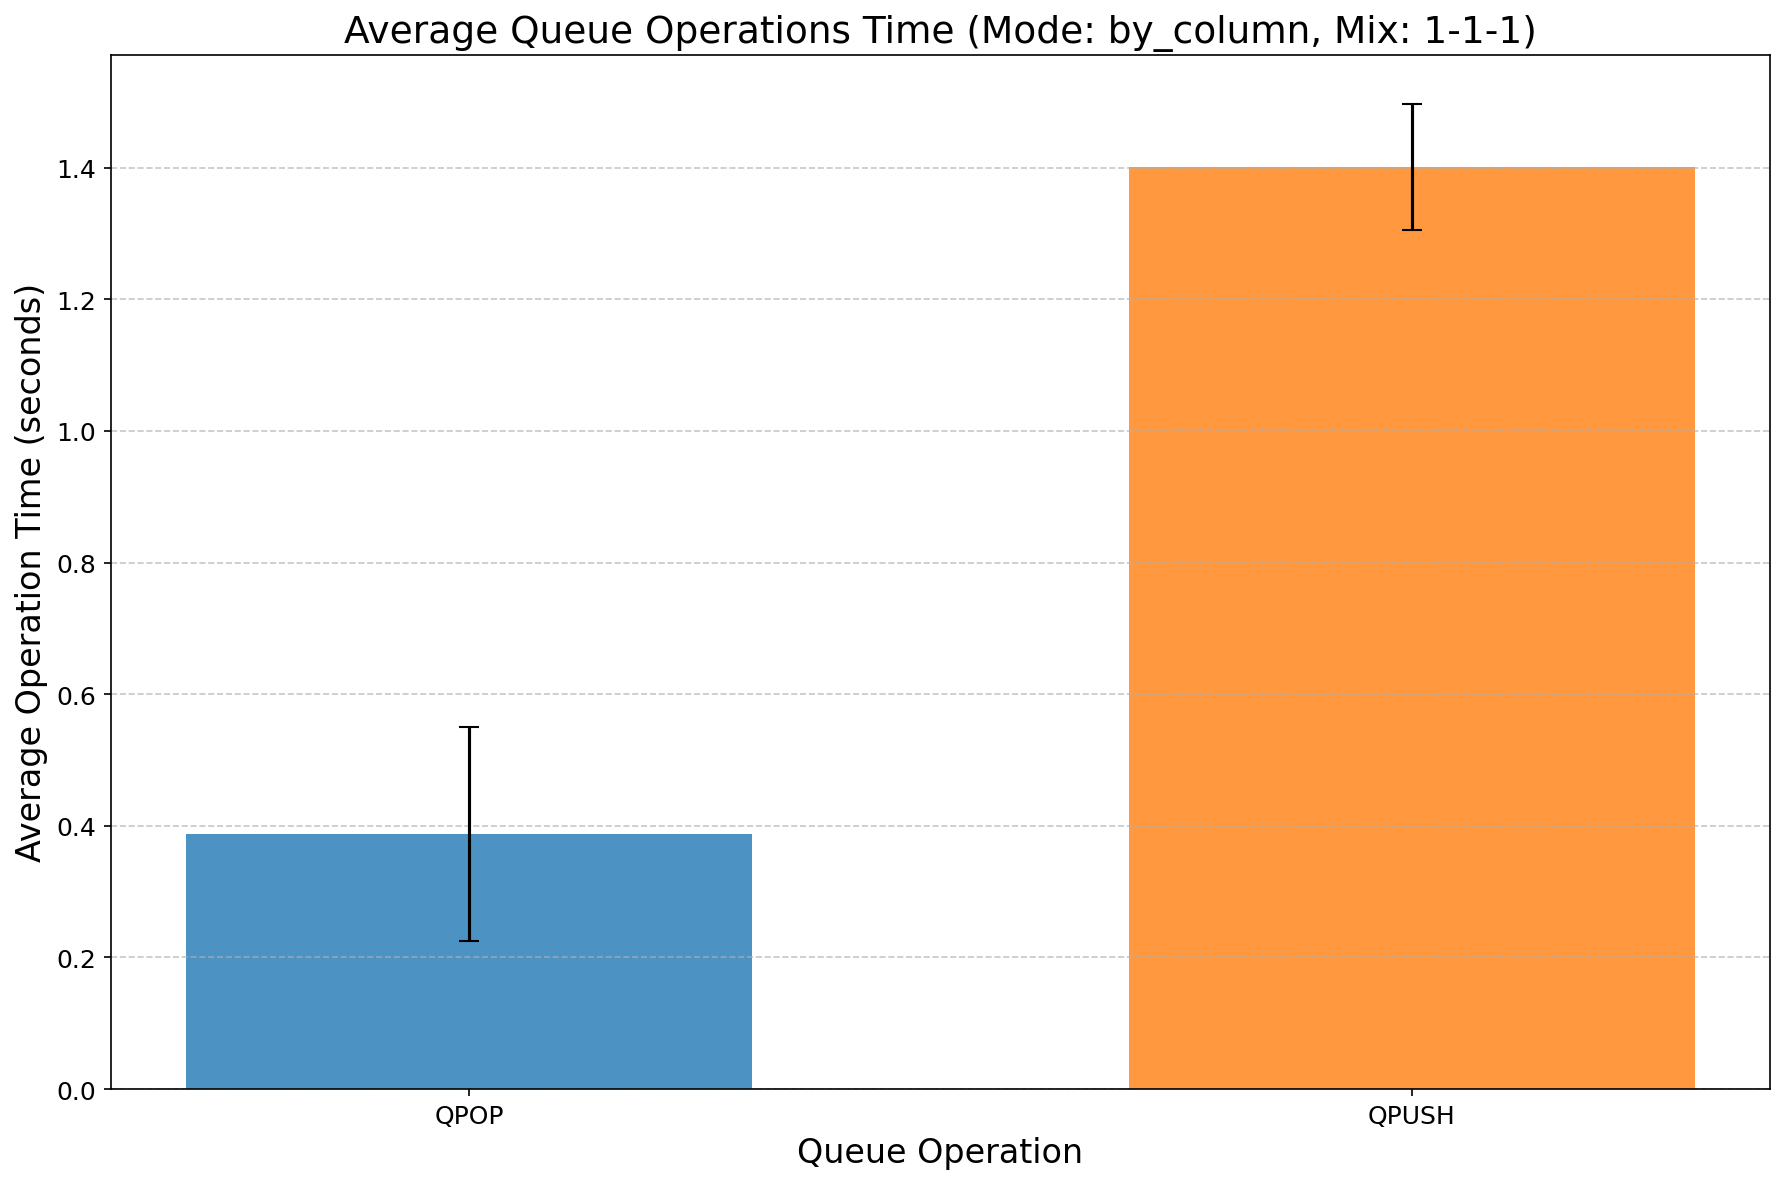 Average Queue Operations Time (Mode: by_column, Mix: 1-1-1)
Average Operation Time (seconds)
1.4
1.2
1.0
0.8
0.6
0.4
0.2
0.0
QPOP
QPUSH
Queue Operation